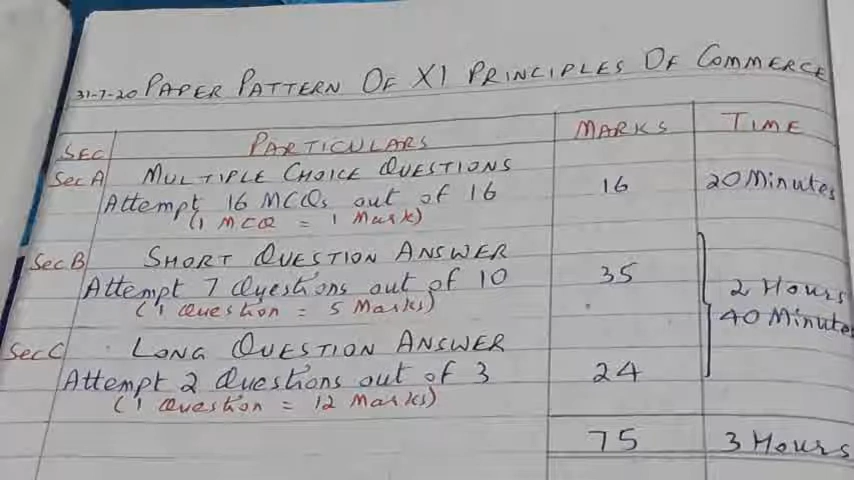 31-7-20 PAPER PATTERN OF XI PRINCIPLES OF COMMERCE
SEC PARTICULARS MARKS TIME
Sec A MULTIPLE CHOICE QUESTIONS
Attempt 16 MCQs out of 16 16 20 Minutes
(1 MCQ = 1 Mark)
Sec B SHORT QUESTION ANSWER
Attempt 7 Questions out of 10 35
(1 Question = 5 Marks) 2 Hours
40 Minutes
Sec C LONG QUESTION ANSWER
Attempt 2 Questions out of 3 24
(1 Question = 12 Marks)
75 3 Hours